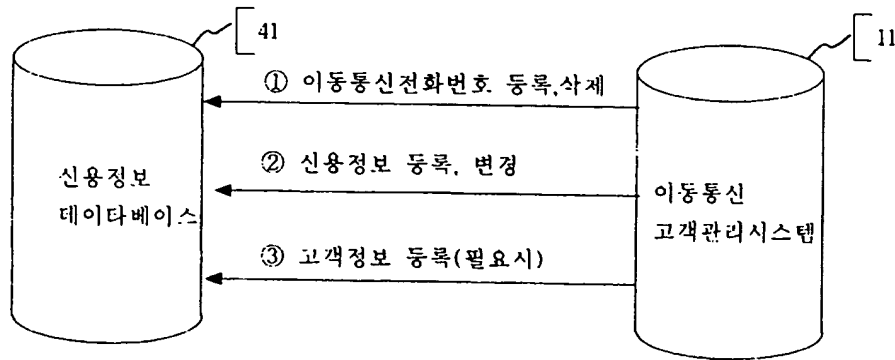 41
11
① 이동통신전화번호 등록,삭제
② 신용정보 등록, 변경
신용정보
데이타베이스
이동통신
고객관리시스템
③ 고객정보 등록(필요시)